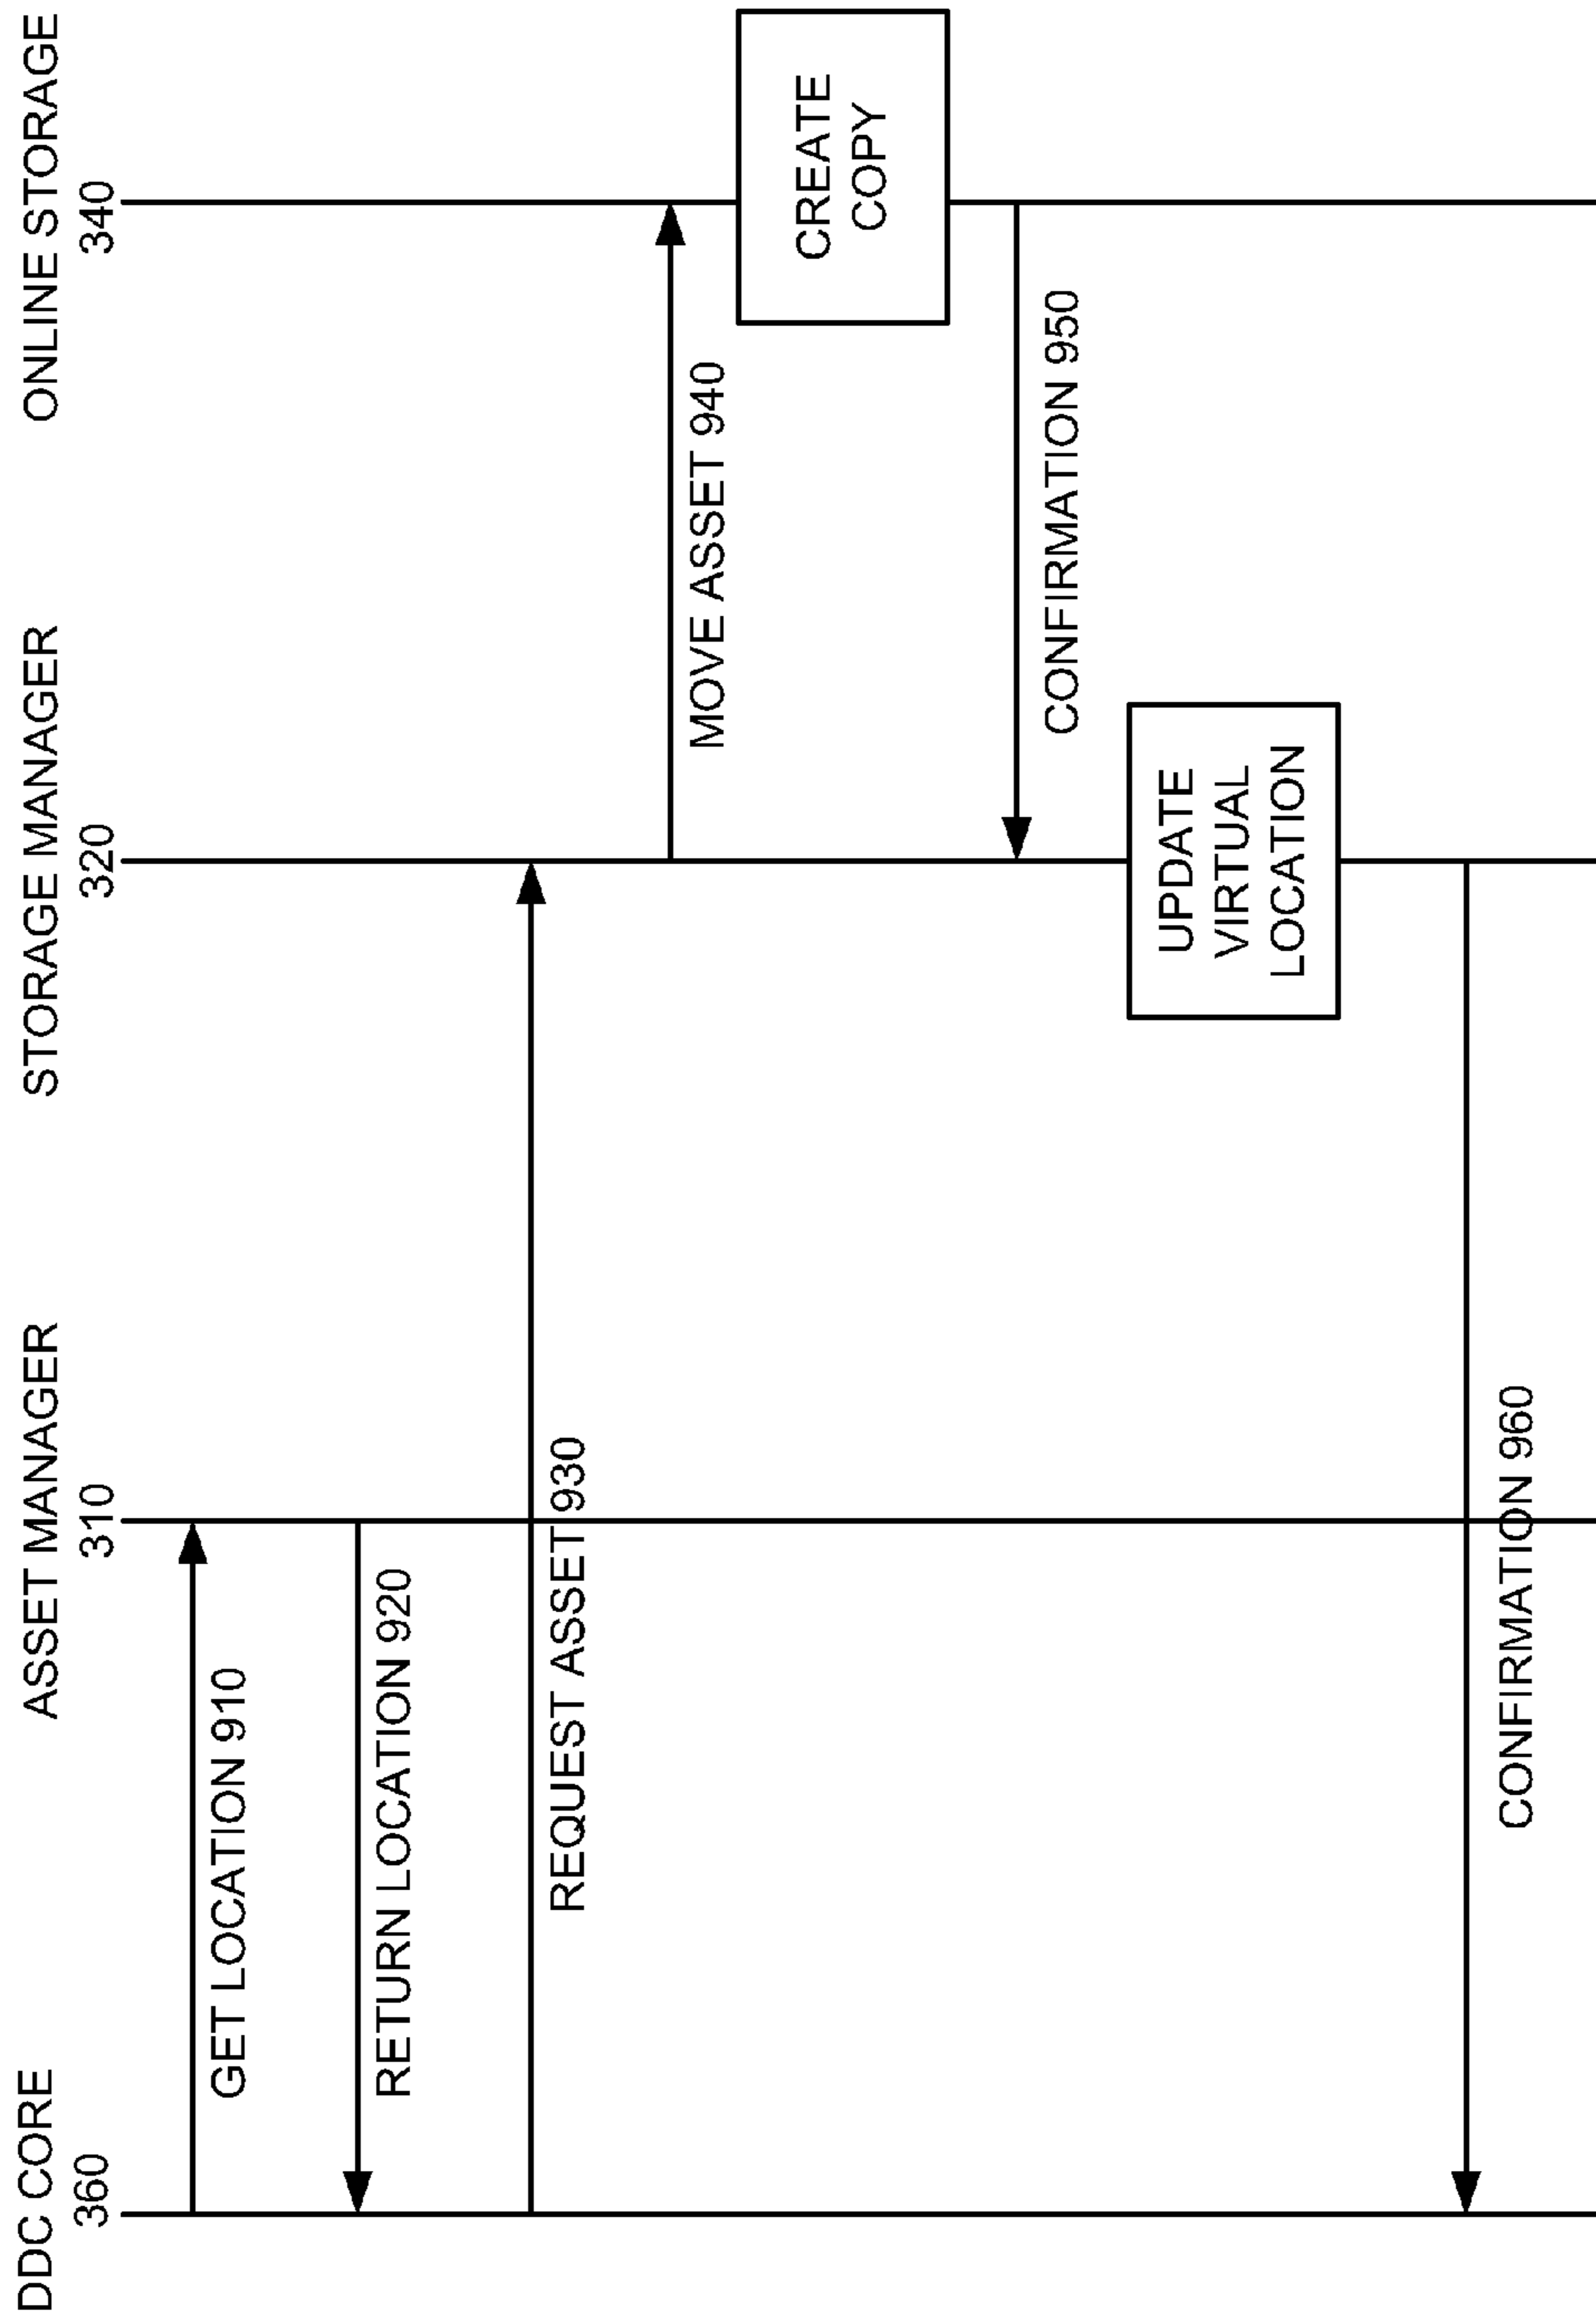 DDC CORE
360
ASSET MANAGER
310
STORAGE MANAGER
320
ONLINE STORAGE
340
GET LOCATION 910
RETURN LOCATION 920
REQUEST ASSET 930
MOVE ASSET 940
CREATE
COPY
CONFIRMATION 950
UPDATE
VIRTUAL
LOCATION
CONFIRMATION 960